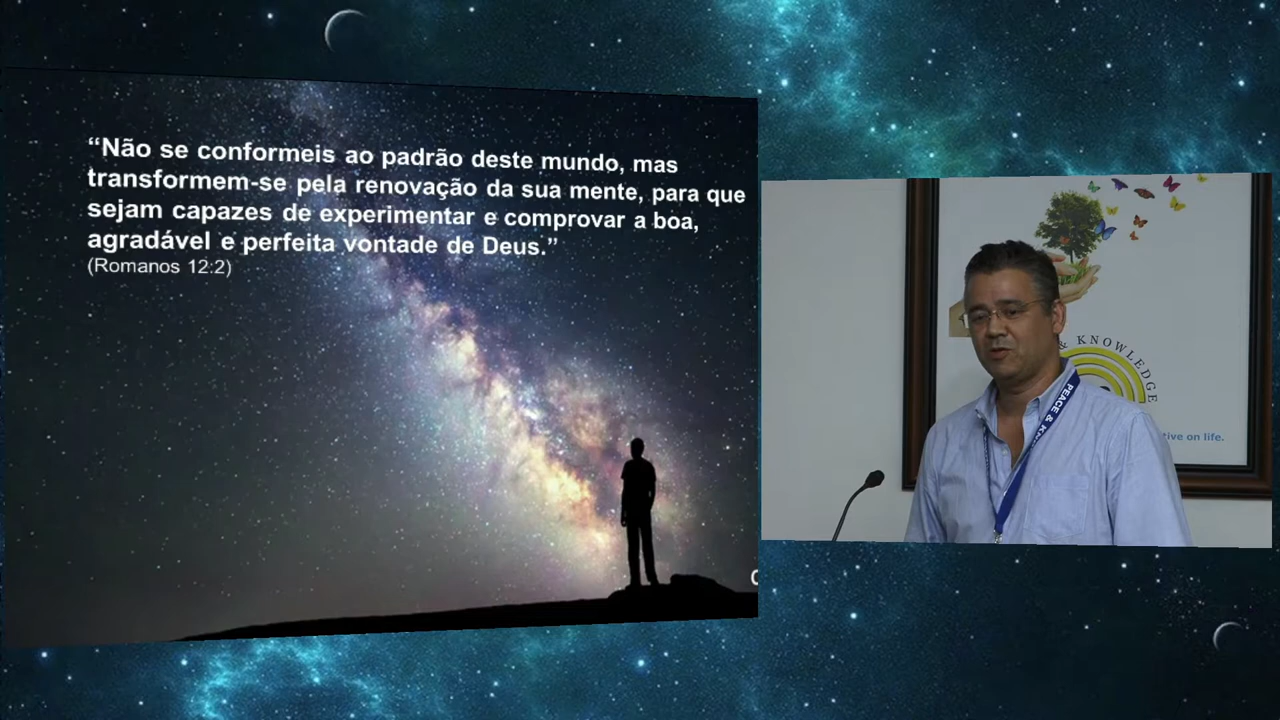 “Não se conformeis ao padrão deste mundo, mas
transformem-se pela renovação da sua mente, para que
sejam capazes de experimentar e comprovar a boa,
agradável e perfeita vontade de Deus.”
(Romanos 12:2)
& KNOWLEDGE
PEACE &
tive on life.